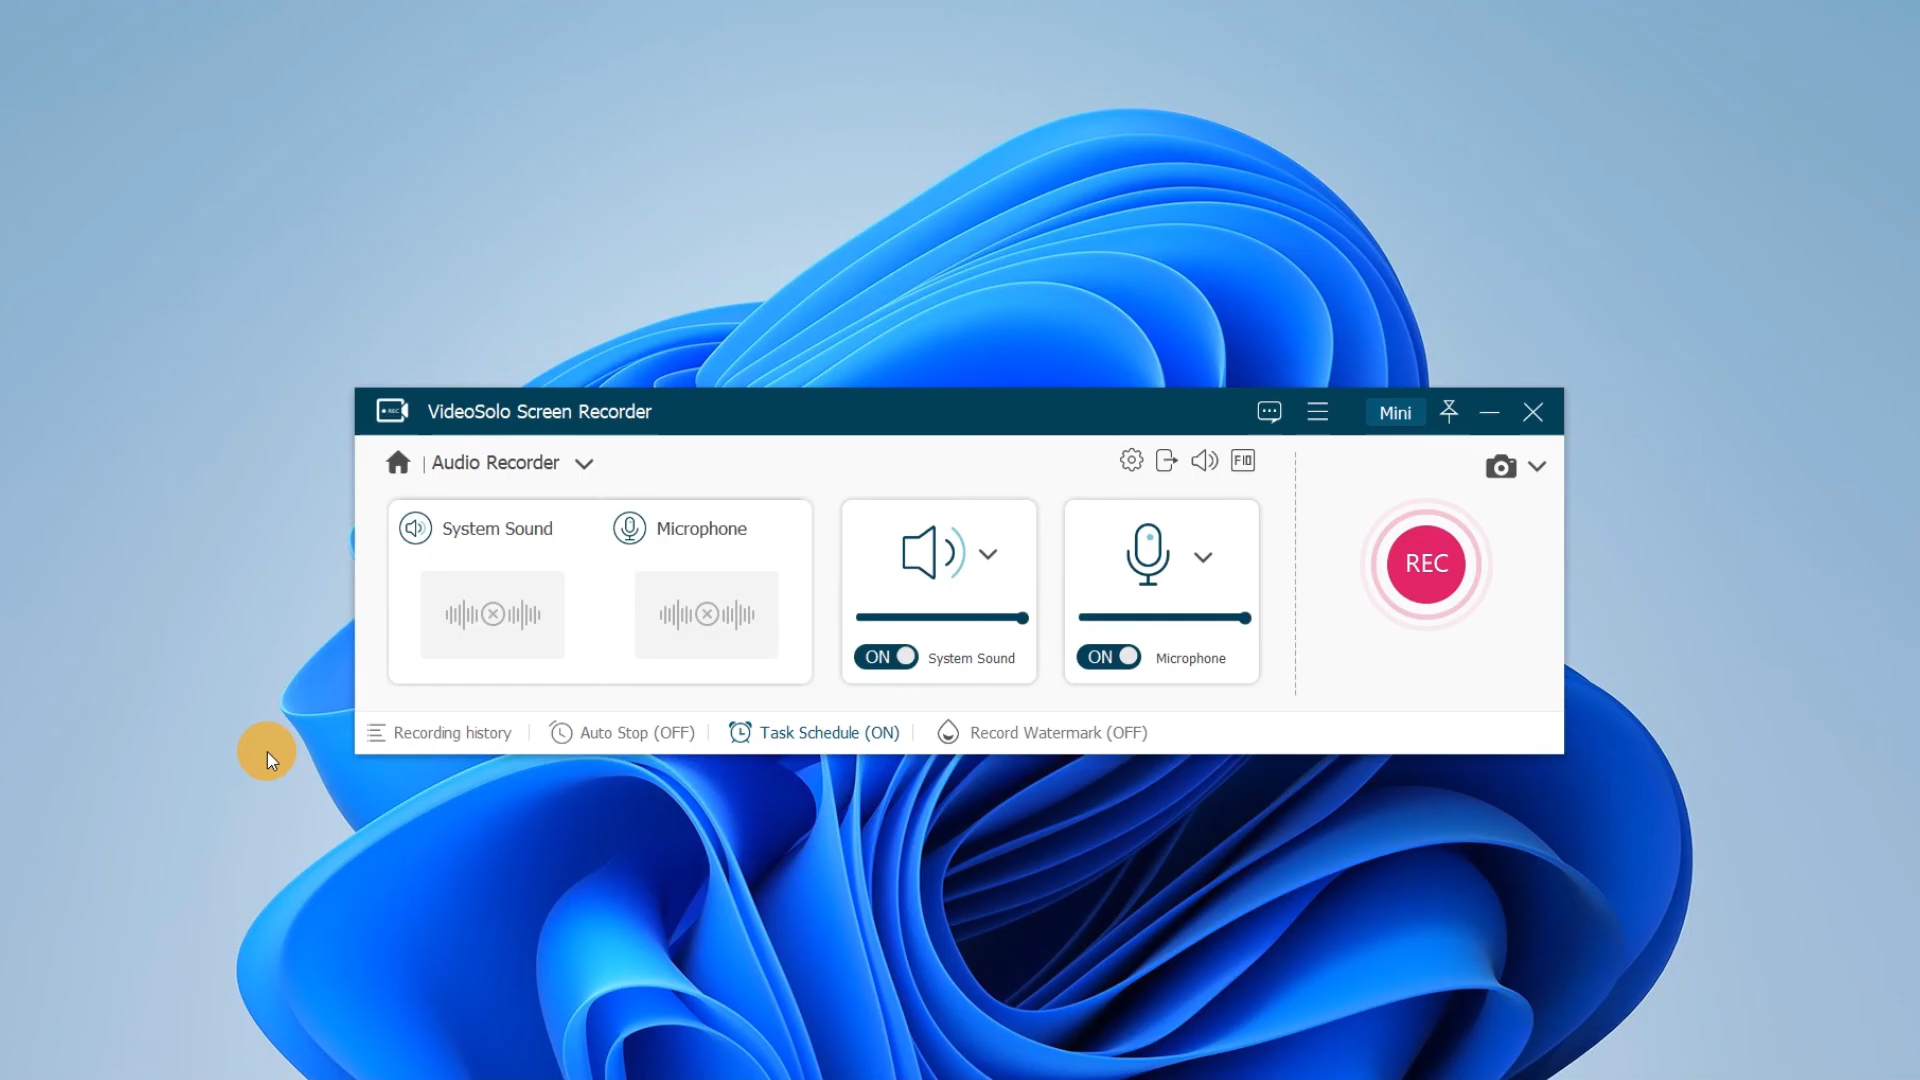 VideoSolo Screen Recorder
Mini
Audio Recorder
System Sound
Microphone
ON System Sound
ON Microphone
REC
Recording history
Auto Stop (OFF)
Task Schedule (ON)
Record Watermark (OFF)